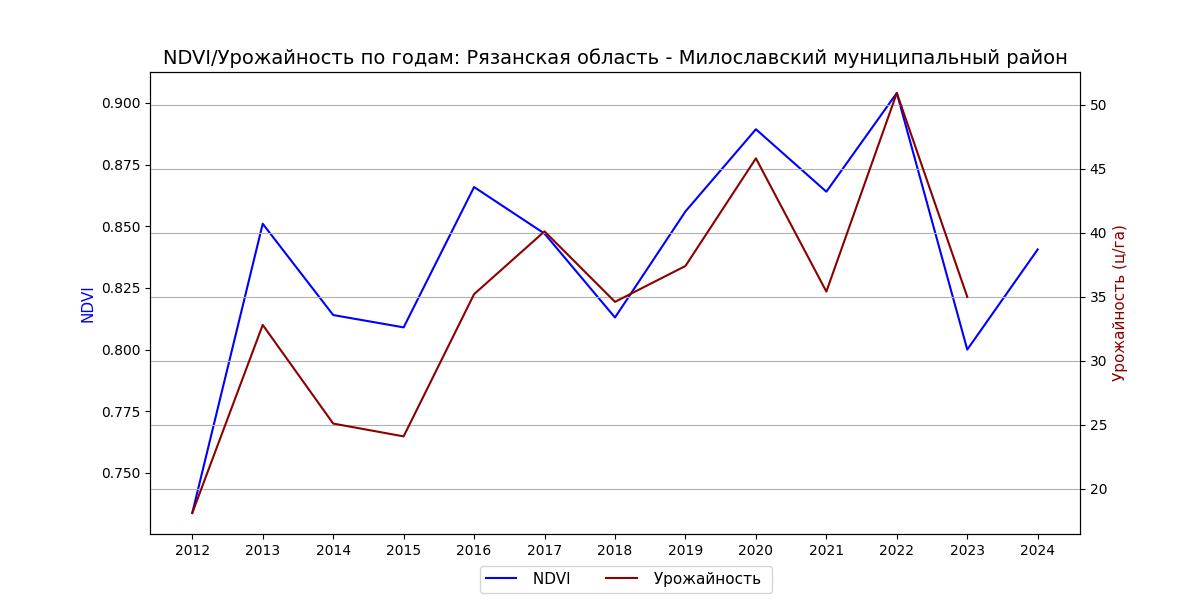 NDVI/Урожайность по годам: Рязанская область - Милославский муниципальный район
0.900
0.875
0.850
0.825
0.800
0.775
0.750
NDVI
50
45
40
35
30
25
20
Урожайность (ц/га)
2012 2013 2014 2015 2016 2017 2018 2019 2020 2021 2022 2023 2024
NDVI Урожайность